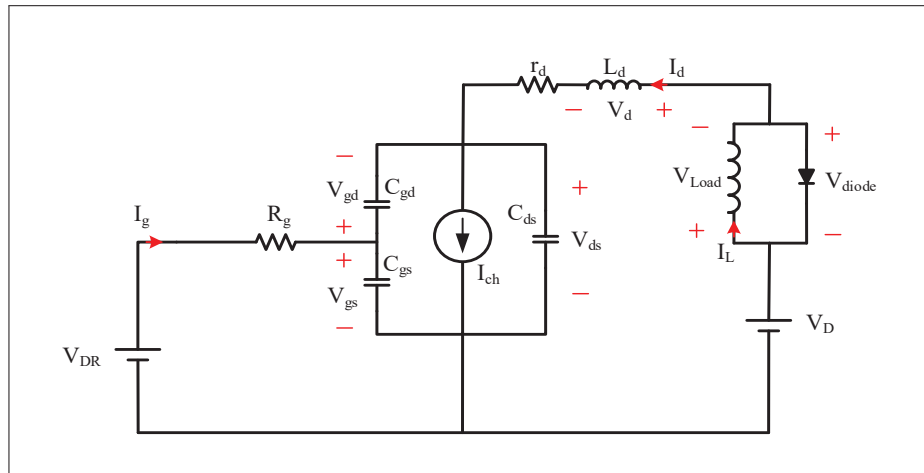 r_d L_d I_d
− V_d +
− +
V_gd C_gd
− +
V_Load V_diode
I_g R_g
+ C_ds +
V_ds
+ C_gs
I_ch
V_gs
+ −
I_L
− −
V_DR
V_D